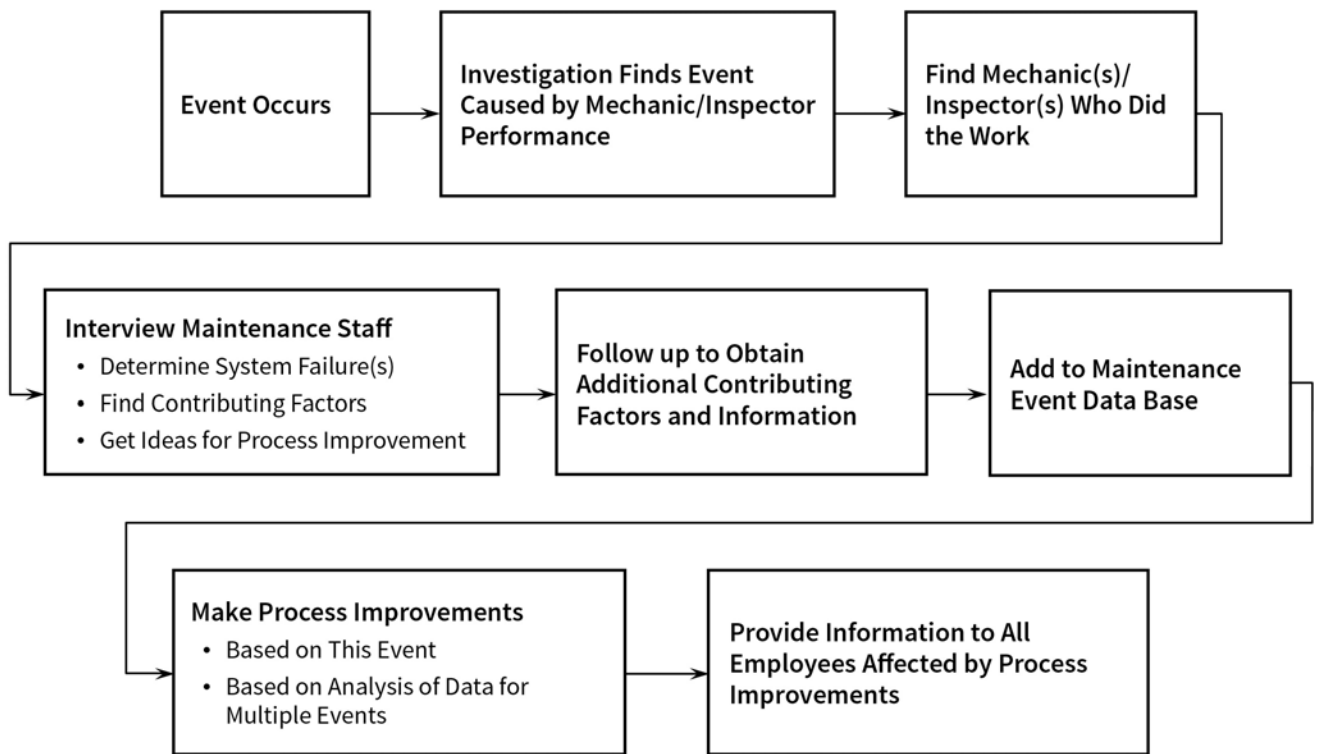 Event Occurs
Investigation Finds Event
Caused by Mechanic/Inspector
Performance
Find Mechanic(s)/
Inspector(s) Who Did
the Work
Interview Maintenance Staff
• Determine System Failure(s)
• Find Contributing Factors
• Get Ideas for Process Improvement
Follow up to Obtain
Additional Contributing
Factors and Information
Add to Maintenance
Event Data Base
Make Process Improvements
• Based on This Event
• Based on Analysis of Data for
Multiple Events
Provide Information to All
Employees Affected by Process
Improvements